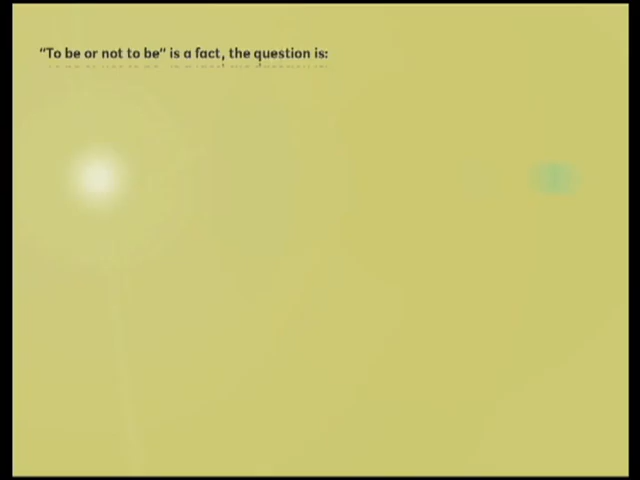 "To be or not to be" is a fact, the question is: